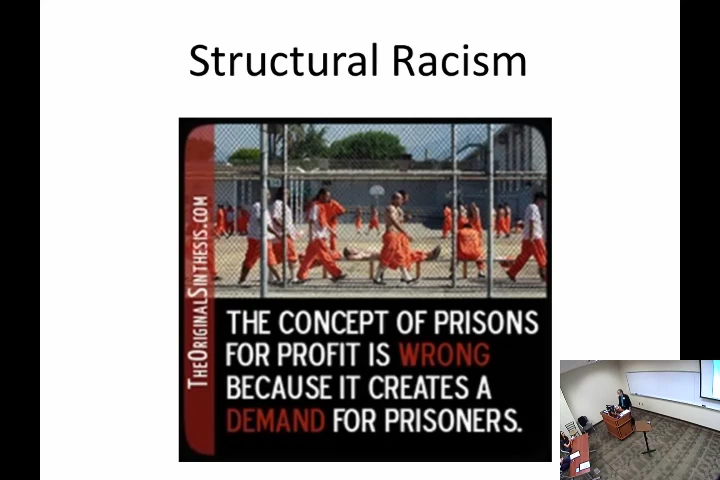 Structural Racism
THEORIGINALSINTHESIS.COM
THE CONCEPT OF PRISONS
FOR PROFIT IS WRONG
BECAUSE IT CREATES A
DEMAND FOR PRISONERS.